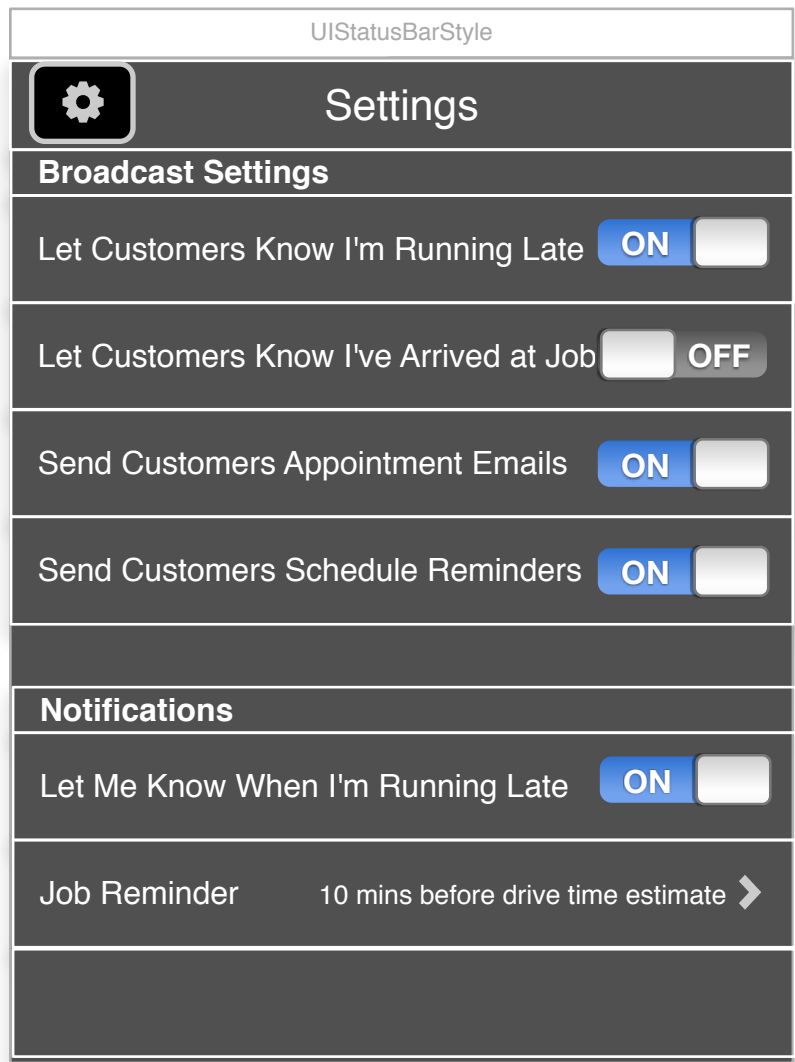 UIStatusBarStyle
Settings
Broadcast Settings
Let Customers Know I'm Running Late ON
Let Customers Know I've Arrived at Job OFF
Send Customers Appointment Emails ON
Send Customers Schedule Reminders ON
Notifications
Let Me Know When I'm Running Late ON
Job Reminder 10 mins before drive time estimate